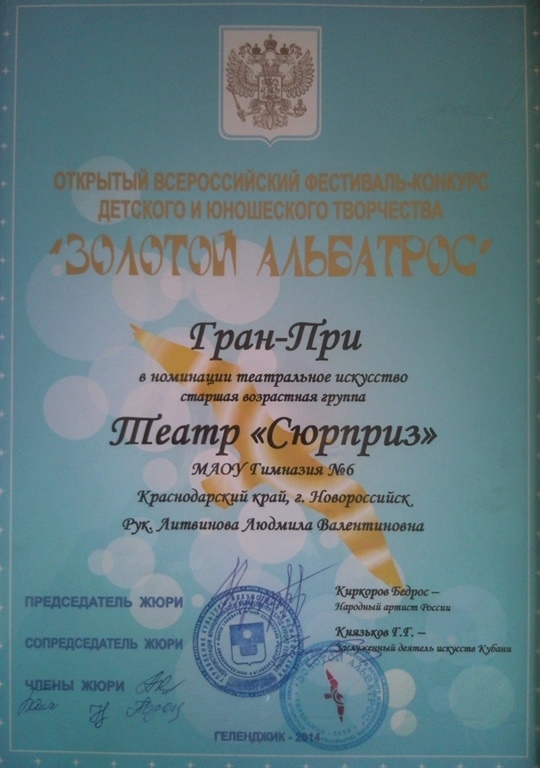 ОТКРЫТЫЙ ВСЕРОССИЙСКИЙ ФЕСТИВАЛЬ-КОНКУРС
ДЕТСКОГО И ЮНОШЕСКОГО ТВОРЧЕСТВА
"ЗОЛОТОЙ АЛЬБАТРОС"
Гран-При
в номинации театральное искусство
старшая возрастная группа
Театр «Сюрприз»
МАОУ Гимназия №6
Краснодарский край, г. Новороссийск
Рук. Литвинова Людмила Валентиновна
ПРЕДСЕДАТЕЛЬ ЖЮРИ
Киркоров Бедрос –
Народный артист России
СОПРЕДСЕДАТЕЛЬ ЖЮРИ
Князьков Г.Г. –
Заслуженный деятель искусств Кубани
ЧЛЕНЫ ЖЮРИ
ЗОЛОТОЙ АЛЬБАТРОС
ГЕЛЕНДЖИК - 2014